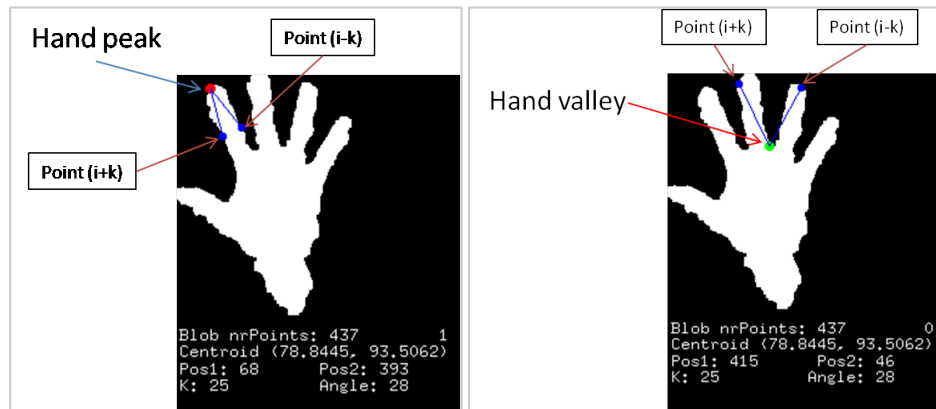 Hand peak
Point (i-k)
Point (i+k)
Blob nrPoints: 437 1
Centroid (78.8445, 93.5062)
Pos1: 68 Pos2: 393
K: 25 Angle: 28
Point (i+k)
Point (i-k)
Hand valley
Blob nrPoints: 437 0
Centroid (78.8445, 93.5062)
Pos1: 415 Pos2: 46
K: 25 Angle: 28